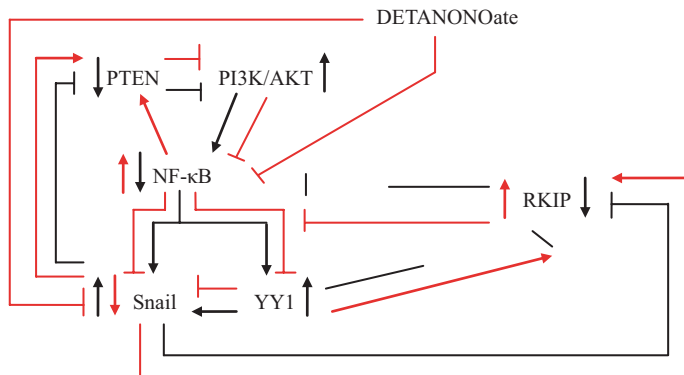 DETANONOate
PTEN
PI3K/AKT
NF-κB
RKIP
Snail
YY1